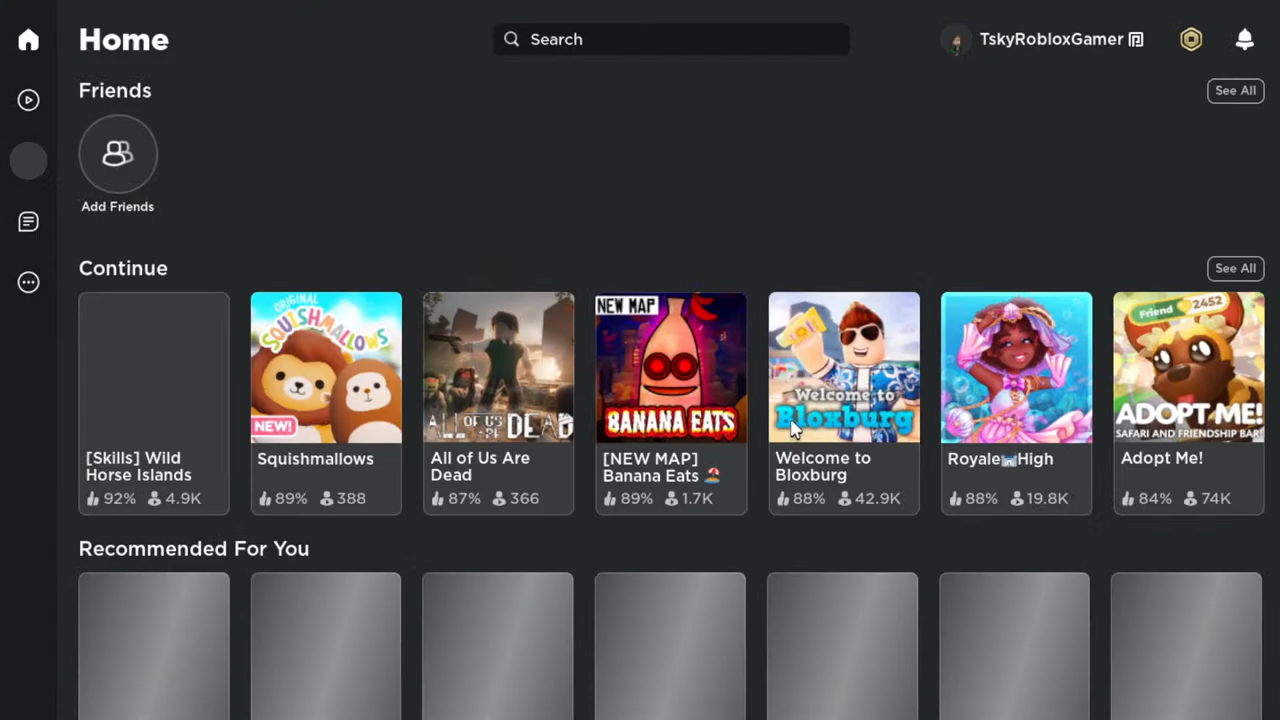 Home
Search
TskyRobloxGamer
Friends
See All
Add Friends
Continue
See All
ORIGINAL
SQUISHMALLOWS
NEW!
ALL OF US ARE DEAD
NEW MAP
BANANA EATS
Welcome to
Bloxburg
Friend 2452
ADOPT ME!
SAFARI AND FRIENDSHIP BAR!
[Skills] Wild
Horse Islands
92% 4.9K
Squishmallows
89% 388
All of Us Are
Dead
87% 366
[NEW MAP]
Banana Eats 🏖️
89% 1.7K
Welcome to
Bloxburg
88% 42.9K
Royale🏰High
88% 19.8K
Adopt Me!
84% 74K
Recommended For You